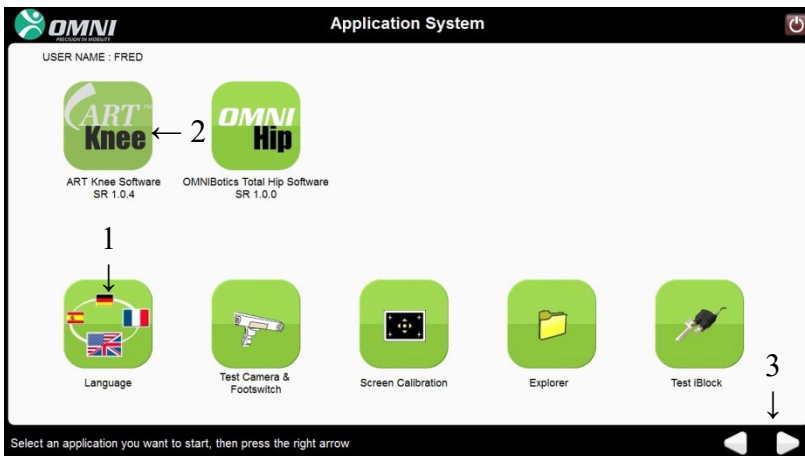 OMNI
PRECISION IN MOBILITY
Application System
USER NAME : FRED
ART™
Knee
← 2
OMNI
Hip
ART Knee Software
SR 1.0.4
OMNIBotics Total Hip Software
SR 1.0.0
1
↓
Language
Test Camera &
Footswitch
Screen Calibration
Explorer
Test iBlock
3
↓
Select an application you want to start, then press the right arrow